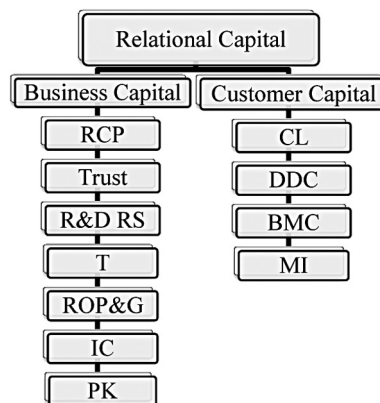 Relational Capital
Business Capital
Customer Capital
RCP
Trust
R&D RS
T
ROP&G
IC
PK
CL
DDC
BMC
MI